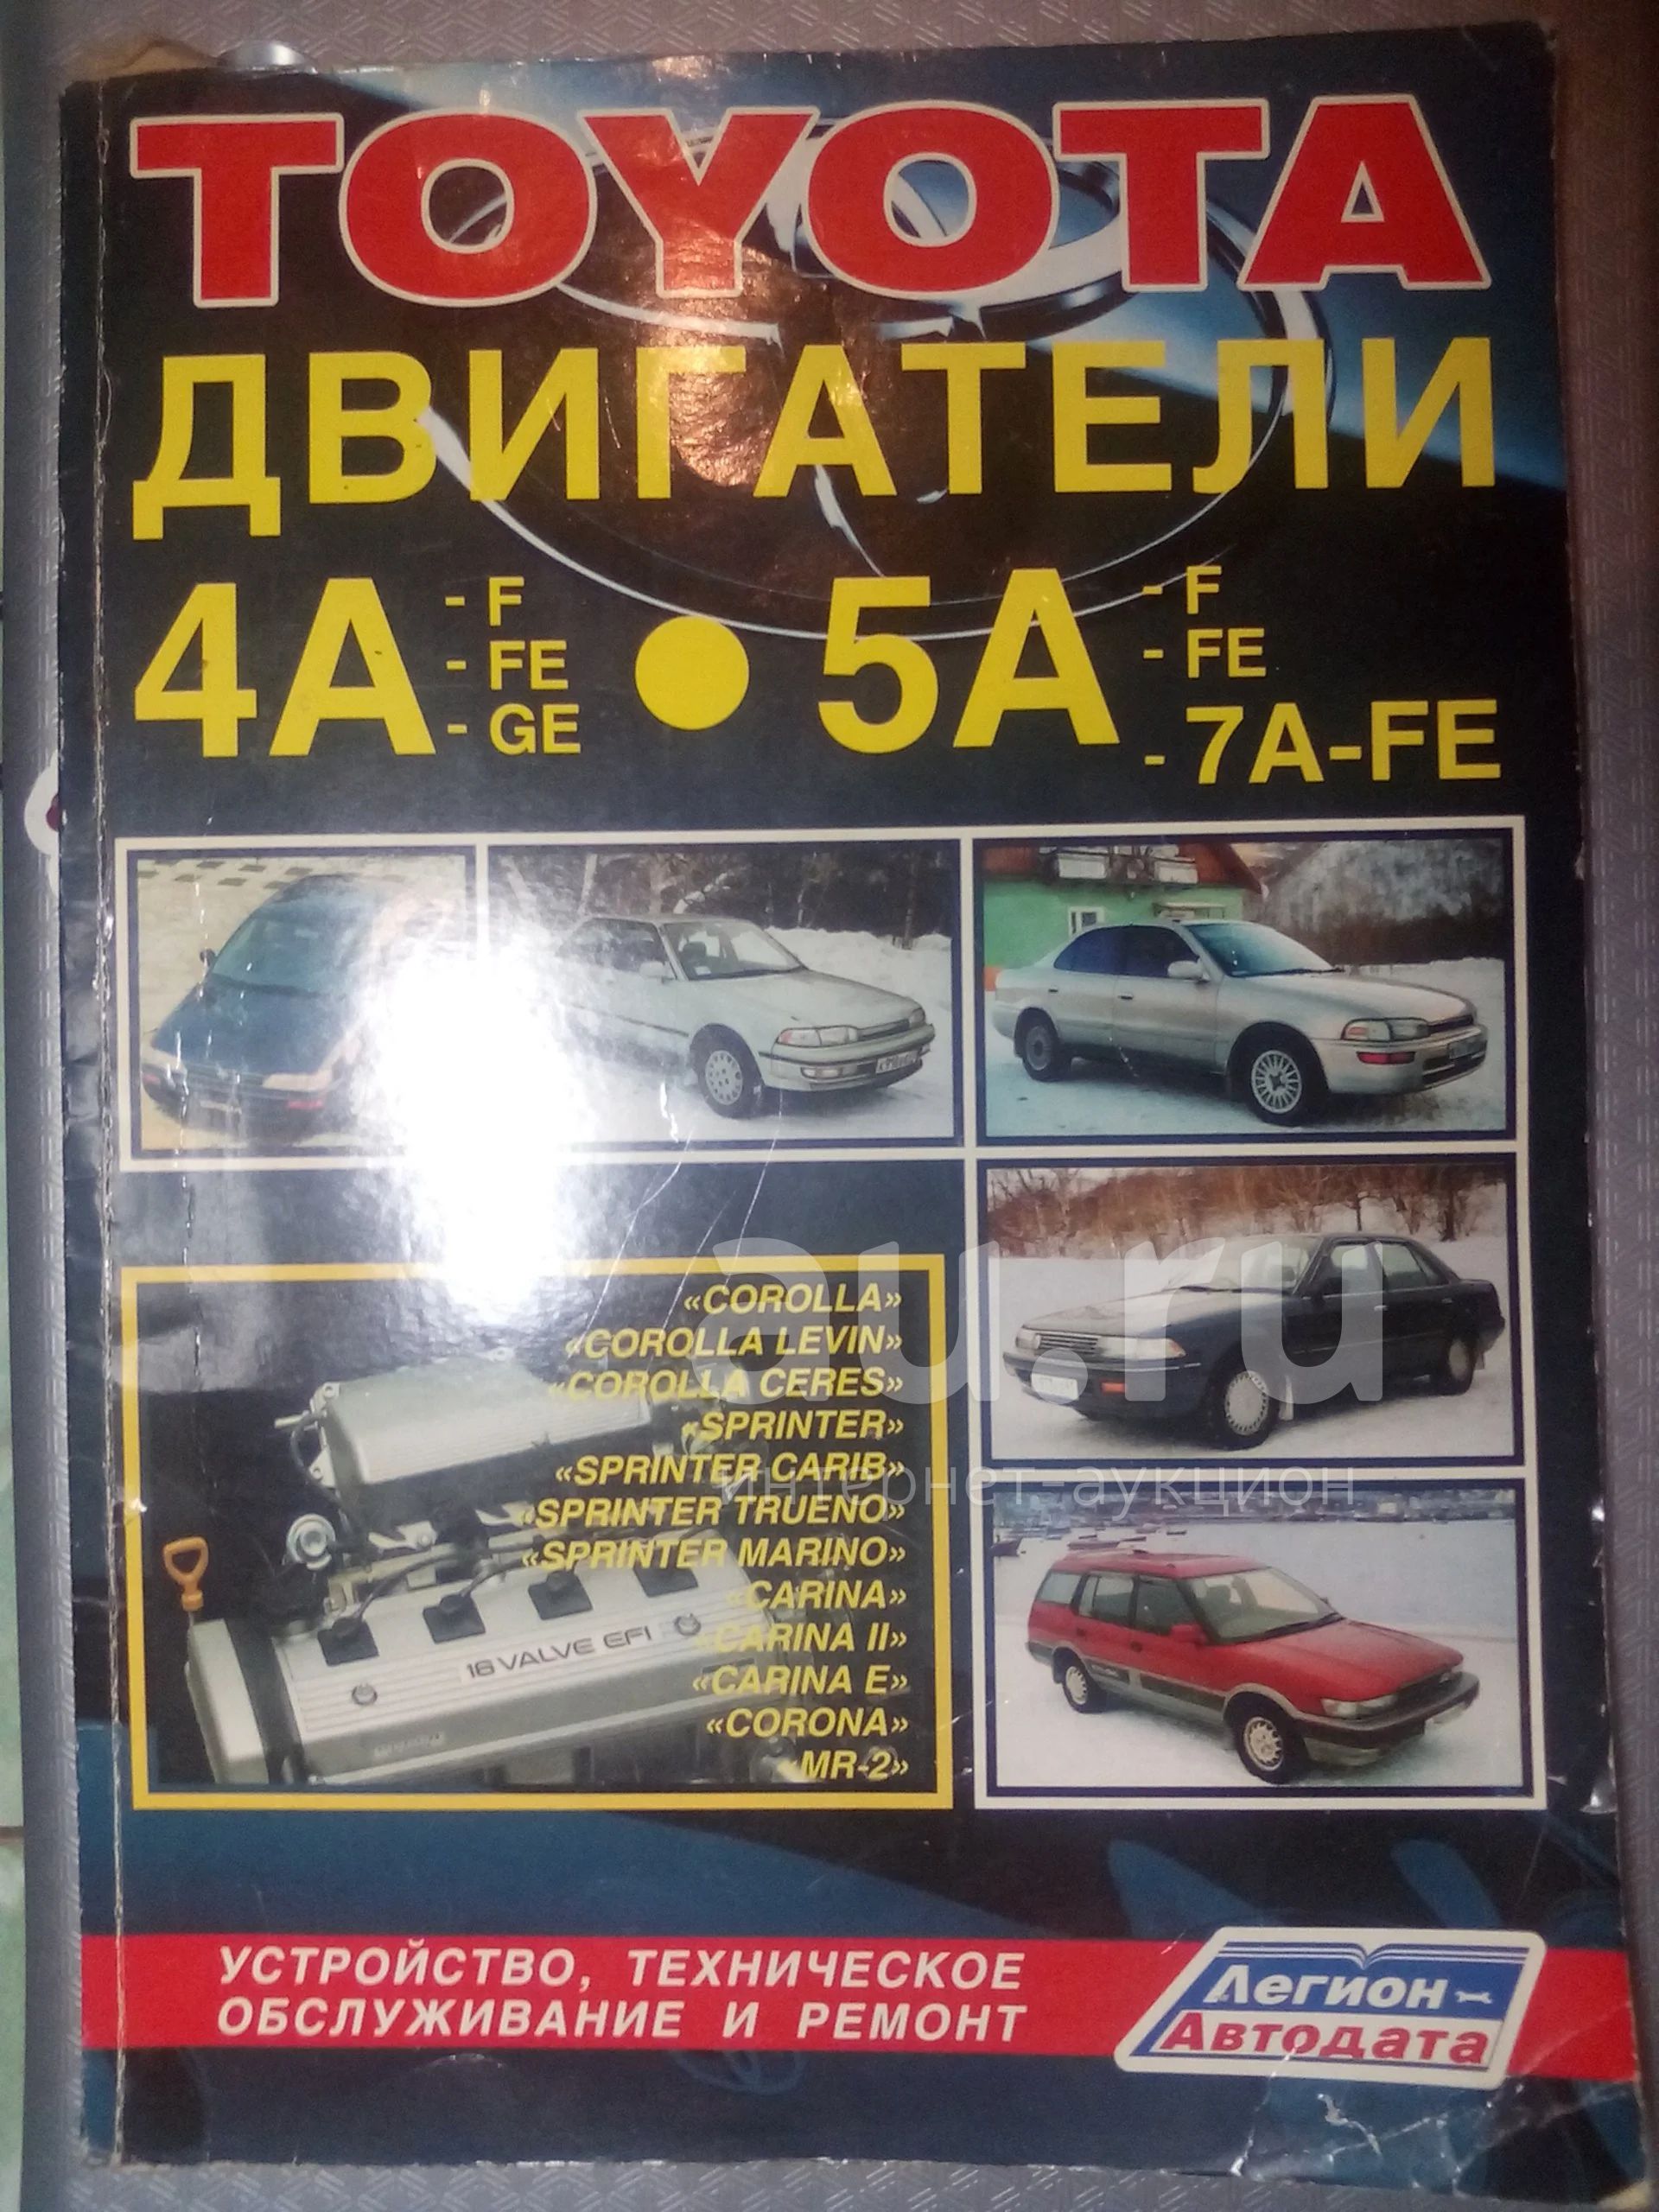 TOYOTA
ДВИГАТЕЛИ
4A
- F
- FE
- GE
5A
- F
- FE
- 7A-FE
«COROLLA»
«COROLLA LEVIN»
«COROLLA CERES»
«SPRINTER»
«SPRINTER CARIB»
«SPRINTER TRUENO»
«SPRINTER MARINO»
«CARINA»
«CARINA II»
«CARINA E»
«CORONA»
«MR-2»
16 VALVE EFI
au.ru
интернет-аукцион
УСТРОЙСТВО, ТЕХНИЧЕСКОЕ
ОБСЛУЖИВАНИЕ И РЕМОНТ
Легион-
Автодата